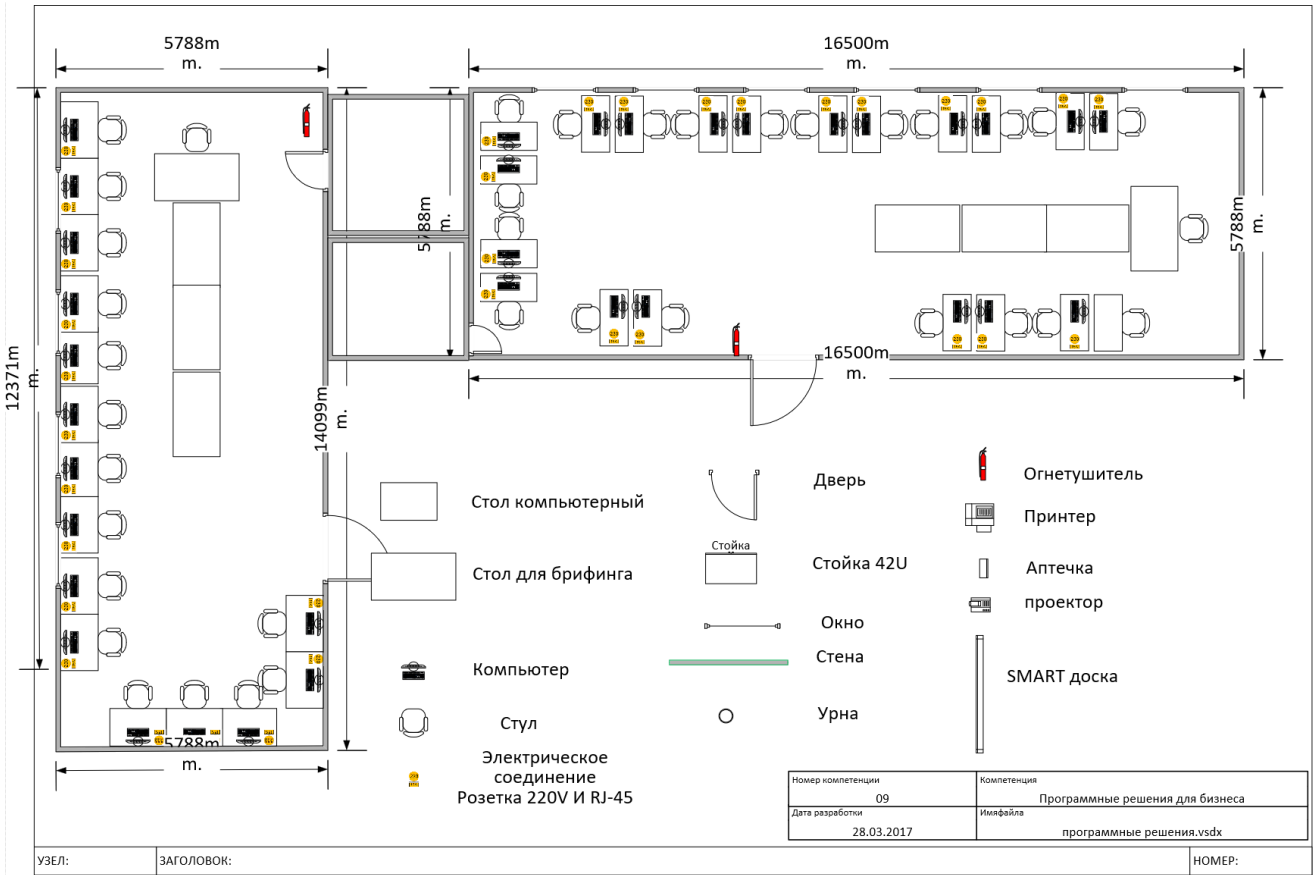 5788m
m.
16500m
m.
5788m
m.
5788m
m.
12371m
m.
14099m
m.
16500m
m.
5788m
m.
Стол компьютерный
Стол для брифинга
Компьютер
Стул
Электрическое
соединение
Розетка 220V И RJ-45
Дверь
Стойка
Стойка 42U
Окно
Стена
Урна
Огнетушитель
Принтер
Аптечка
проектор
SMART доска
Номер компетенции
09
Компетенция
Программные решения для бизнеса
Дата разработки
28.03.2017
Имяфайла
программные решения.vsdx
УЗЕЛ:
ЗАГОЛОВОК:
НОМЕР: